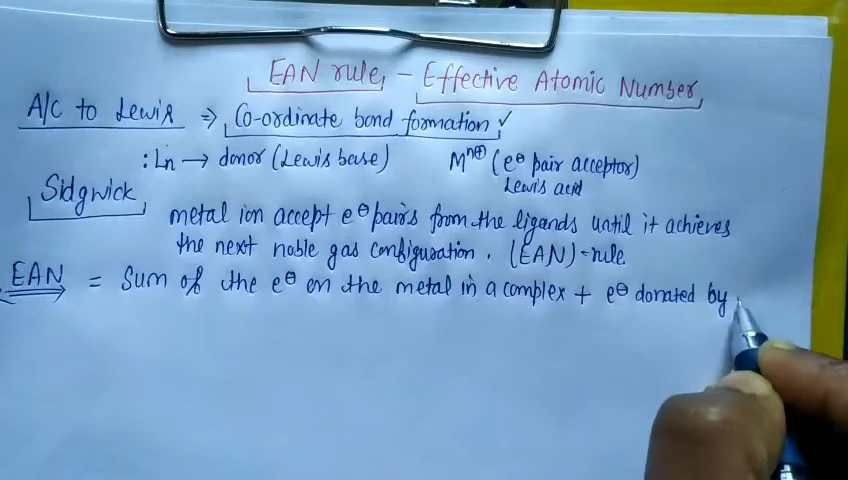 EAN rule, - Effective Atomic Number
A/c to Lewis ⇒ Co-ordinate bond formation ✓
:Ln → donor (Lewis base) Mⁿ⊕ (e⊖ pair acceptor)
Lewis acid
Sidgwick
metal ion accept e⊖ pairs from the ligands until it achieves
the next noble gas configuration. (EAN)-rule
EAN = Sum of the e⊖ on the metal in a complex + e⊖ donated by